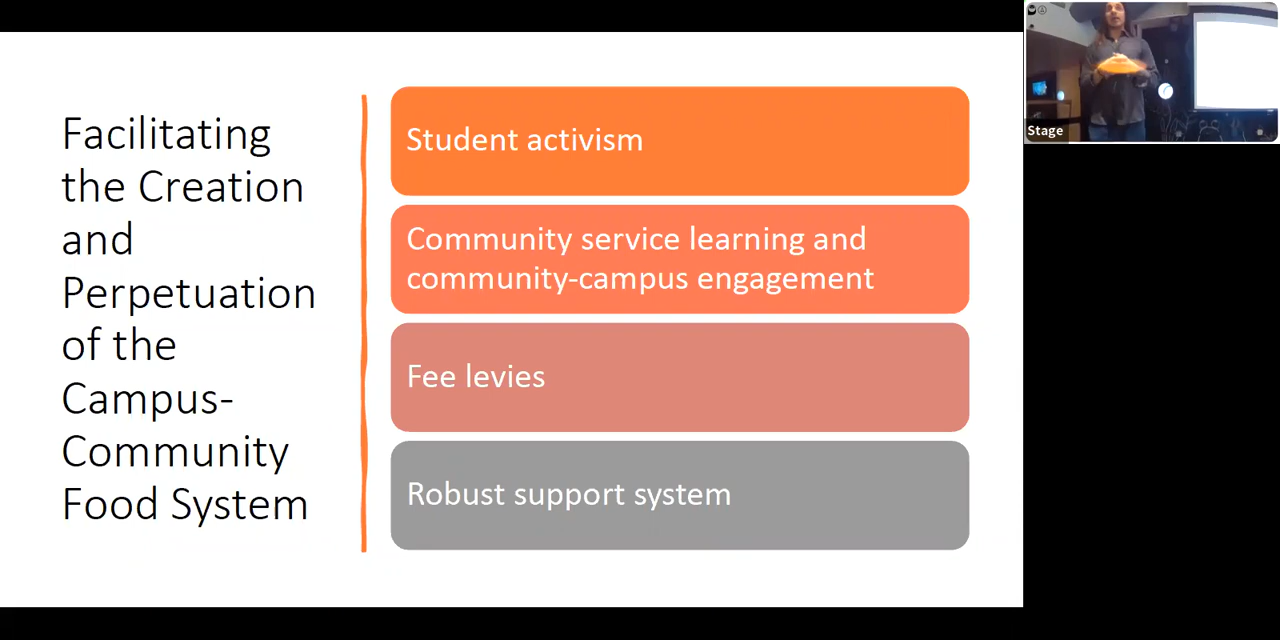 Facilitating
the Creation
and
Perpetuation
of the
Campus-
Community
Food System
Student activism
Community service learning and
community-campus engagement
Fee levies
Robust support system
Stage